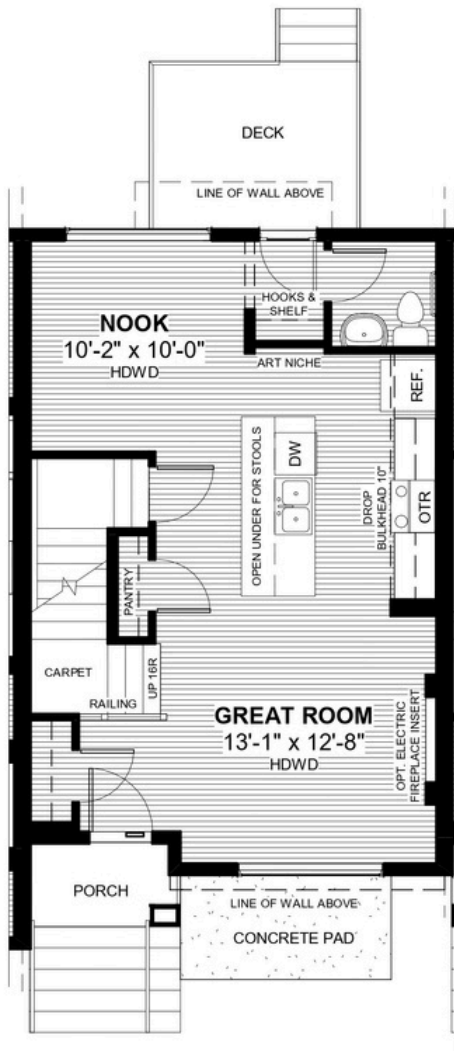 DECK
LINE OF WALL ABOVE
HOOKS &
SHELF
NOOK
10'-2" x 10'-0"
HDWD
ART NICHE
REF.
OPEN UNDER FOR STOOLS
DW
DROP
BULKHEAD 10"
OTR
PANTRY
CARPET
RAILING
UP 16R
GREAT ROOM
13'-1" x 12'-8"
HDWD
OPT. ELECTRIC
FIREPLACE INSERT
PORCH
LINE OF WALL ABOVE
CONCRETE PAD